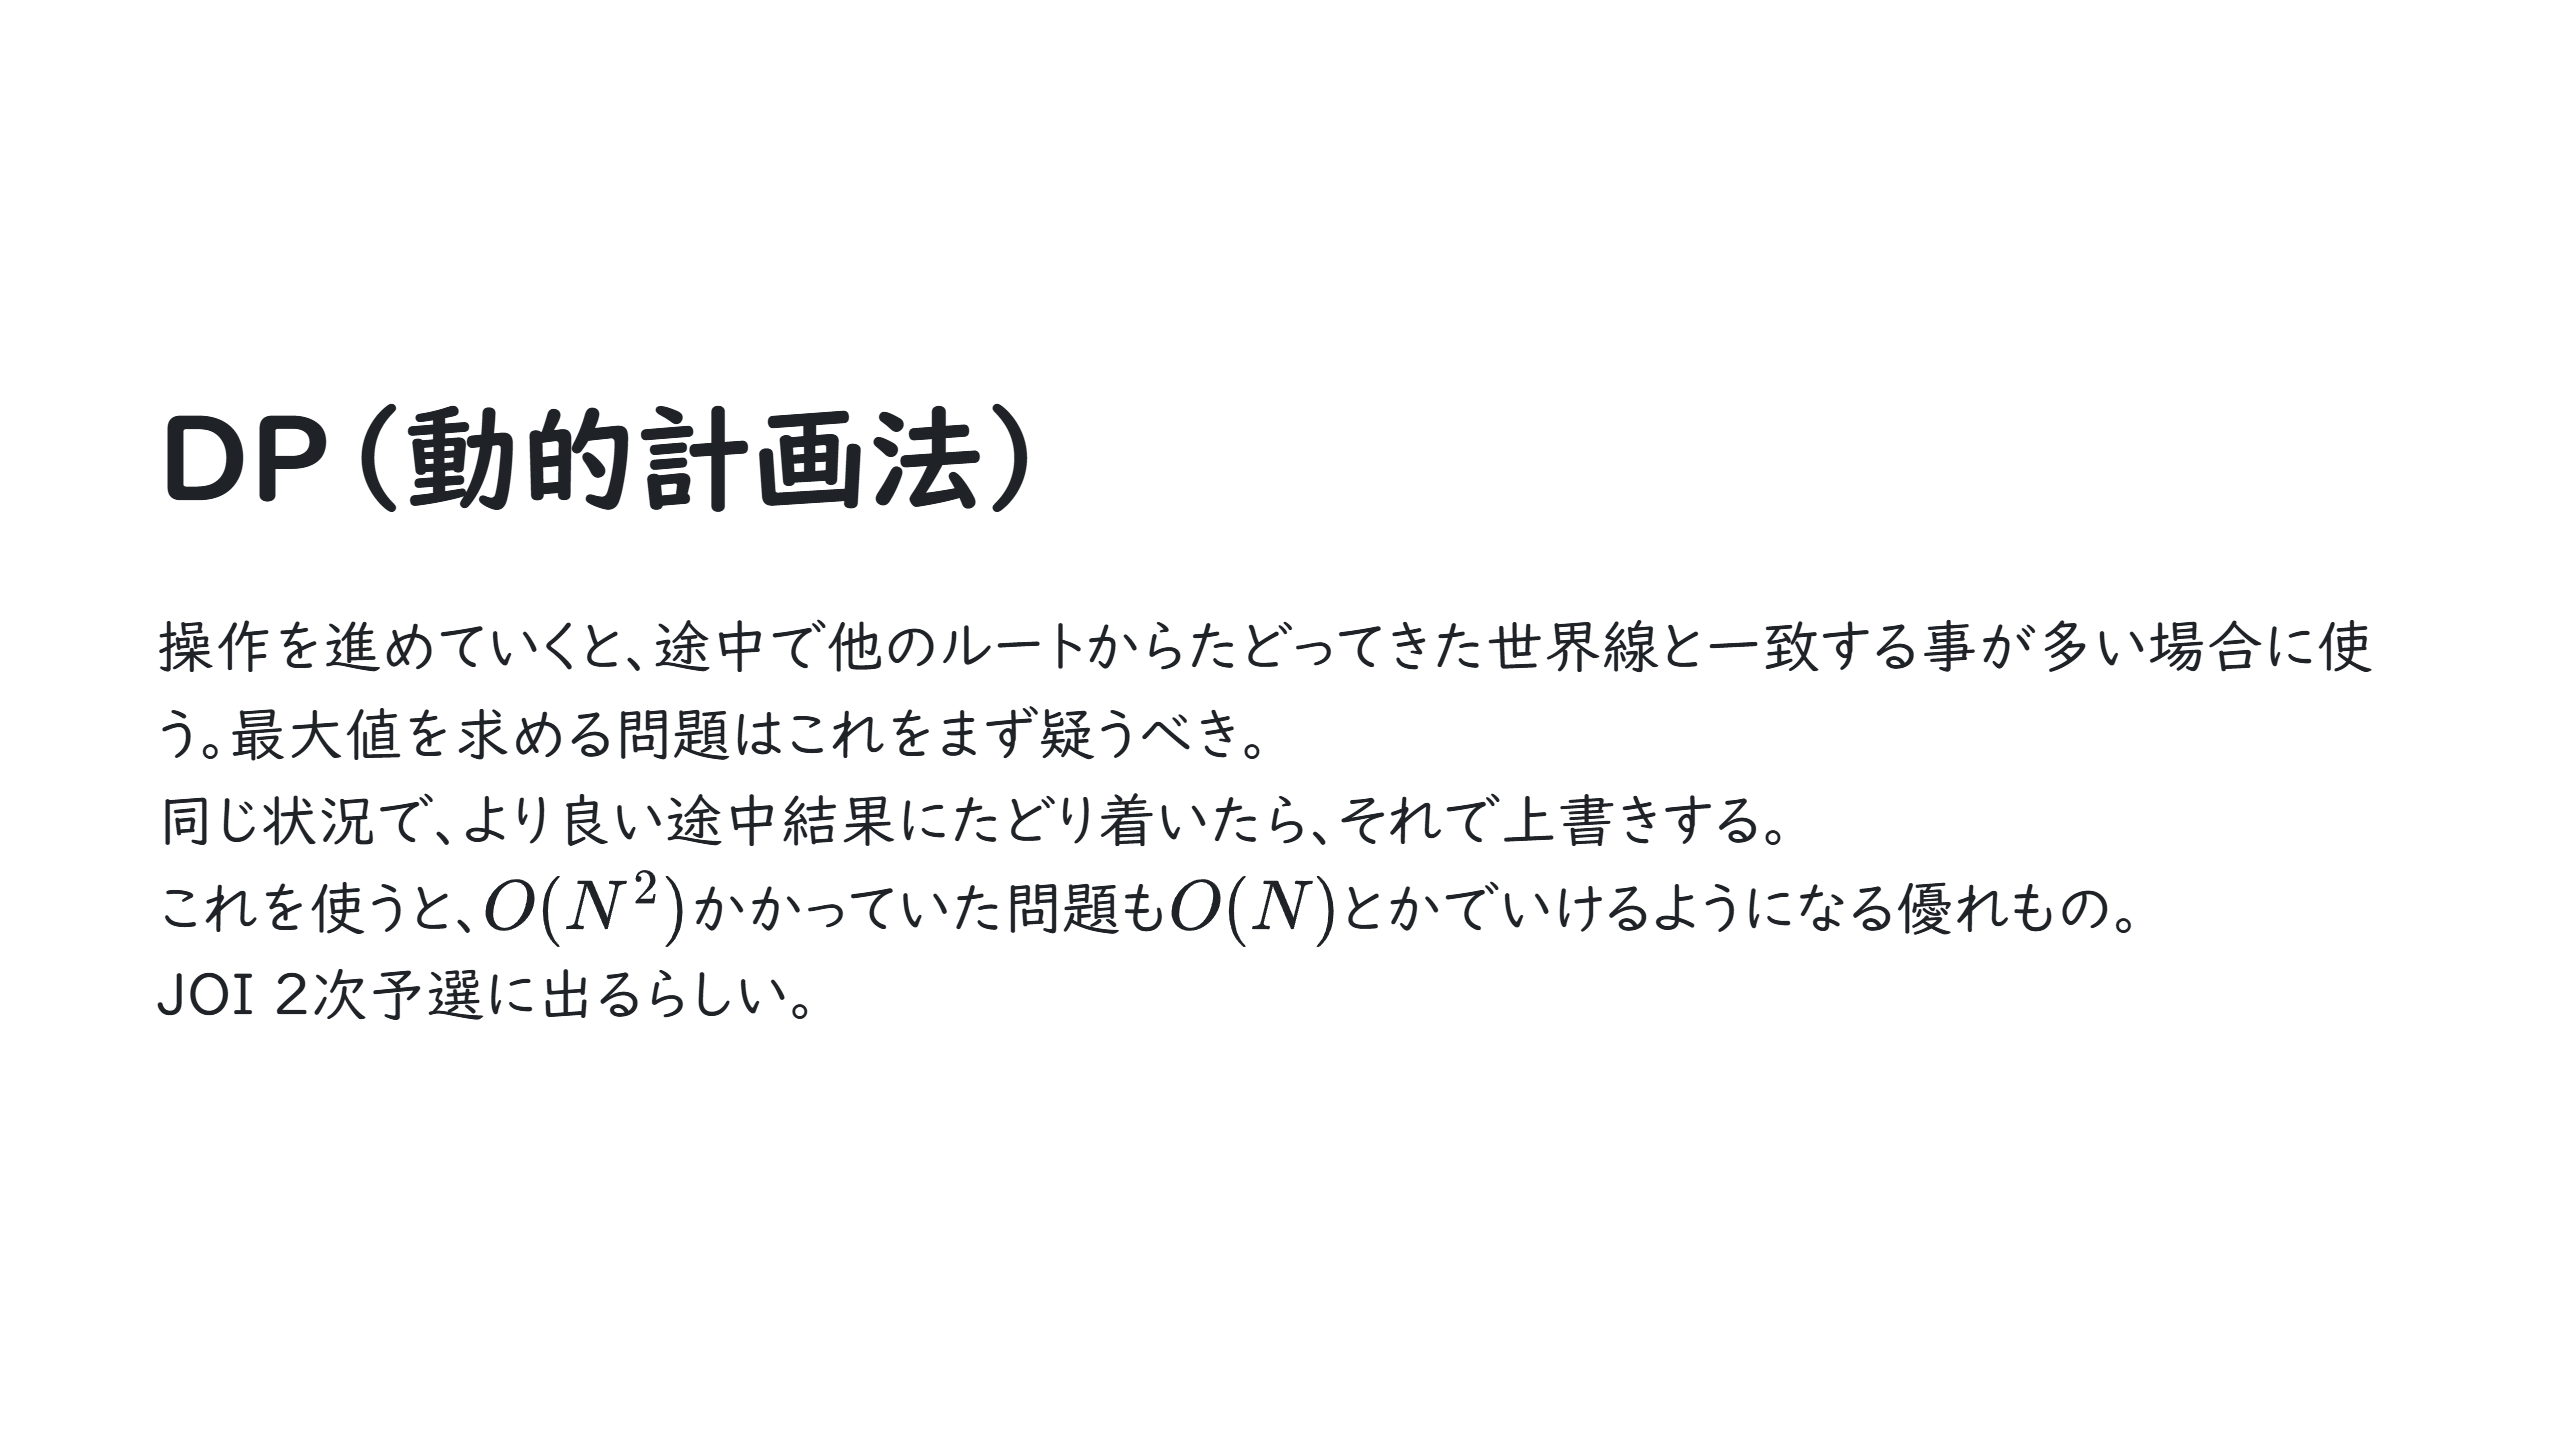 DP（動的計画法）
操作を進めていくと、途中で他のルートからたどってきた世界線と一致する事が多い場合に使
う。最大値を求める問題はこれをまず疑うべき。
同じ状況で、より良い途中結果にたどり着いたら、それで上書きする。
これを使うと、O(N²)かかっていた問題もO(N)とかでいけるようになる優れもの。
JOI 2次予選に出るらしい。